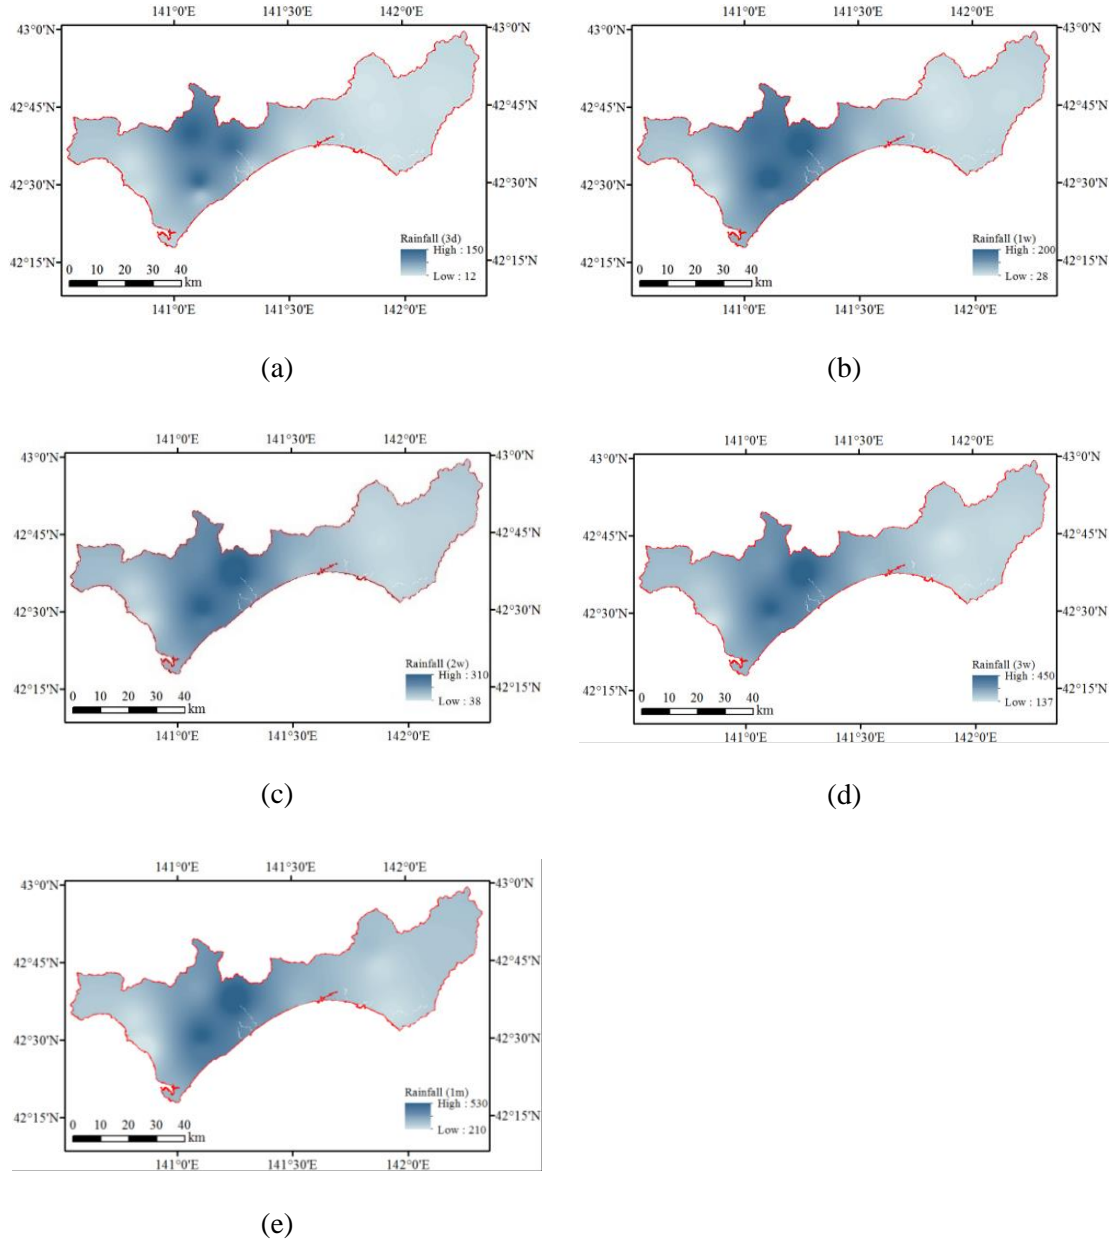 141°0'E 141°30'E 142°0'E
43°0'N 43°0'N
42°45'N 42°45'N
42°30'N 42°30'N
42°15'N 42°15'N
Rainfall (3d)
High : 150
Low : 12
0 10 20 30 40
km
141°0'E 141°30'E 142°0'E
(a)
141°0'E 141°30'E 142°0'E
43°0'N 43°0'N
42°45'N 42°45'N
42°30'N 42°30'N
42°15'N 42°15'N
Rainfall (1w)
High : 200
Low : 28
0 10 20 30 40
km
141°0'E 141°30'E 142°0'E
(b)
141°0'E 141°30'E 142°0'E
43°0'N 43°0'N
42°45'N 42°45'N
42°30'N 42°30'N
42°15'N 42°15'N
Rainfall (2w)
High : 310
Low : 38
0 10 20 30 40
km
141°0'E 141°30'E 142°0'E
(c)
141°0'E 141°30'E 142°0'E
43°0'N 43°0'N
42°45'N 42°45'N
42°30'N 42°30'N
42°15'N 42°15'N
Rainfall (3w)
High : 450
Low : 137
0 10 20 30 40
km
141°0'E 141°30'E 142°0'E
(d)
141°0'E 141°30'E 142°0'E
43°0'N 43°0'N
42°45'N 42°45'N
42°30'N 42°30'N
42°15'N 42°15'N
Rainfall (1m)
High : 530
Low : 210
0 10 20 30 40
km
141°0'E 141°30'E 142°0'E
(e)